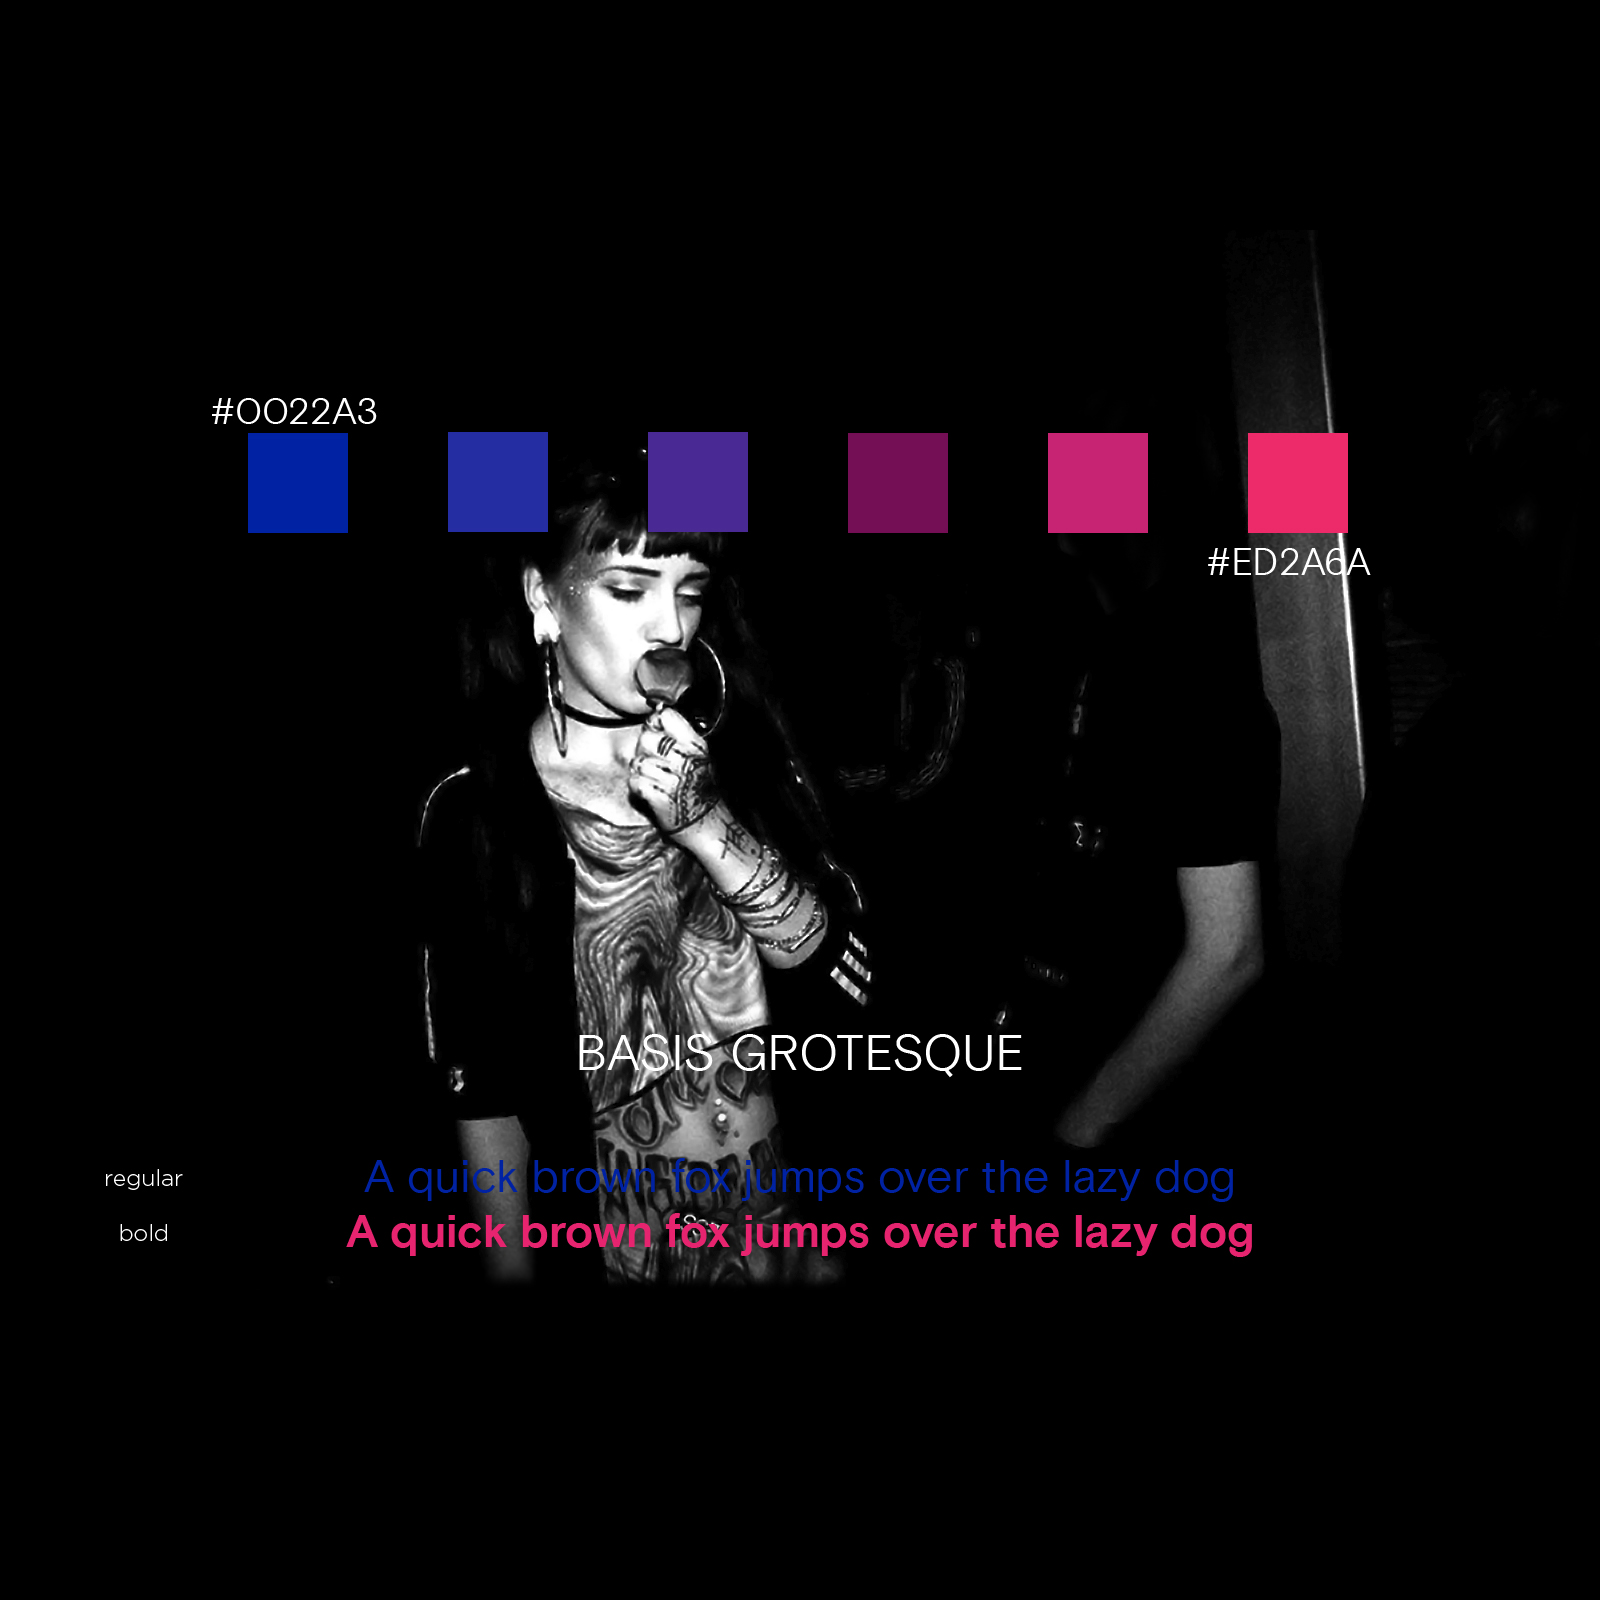 #0022A3
#ED2A6A
BASIS GROTESQUE
regular
A quick brown fox jumps over the lazy dog
bold
A quick brown fox jumps over the lazy dog